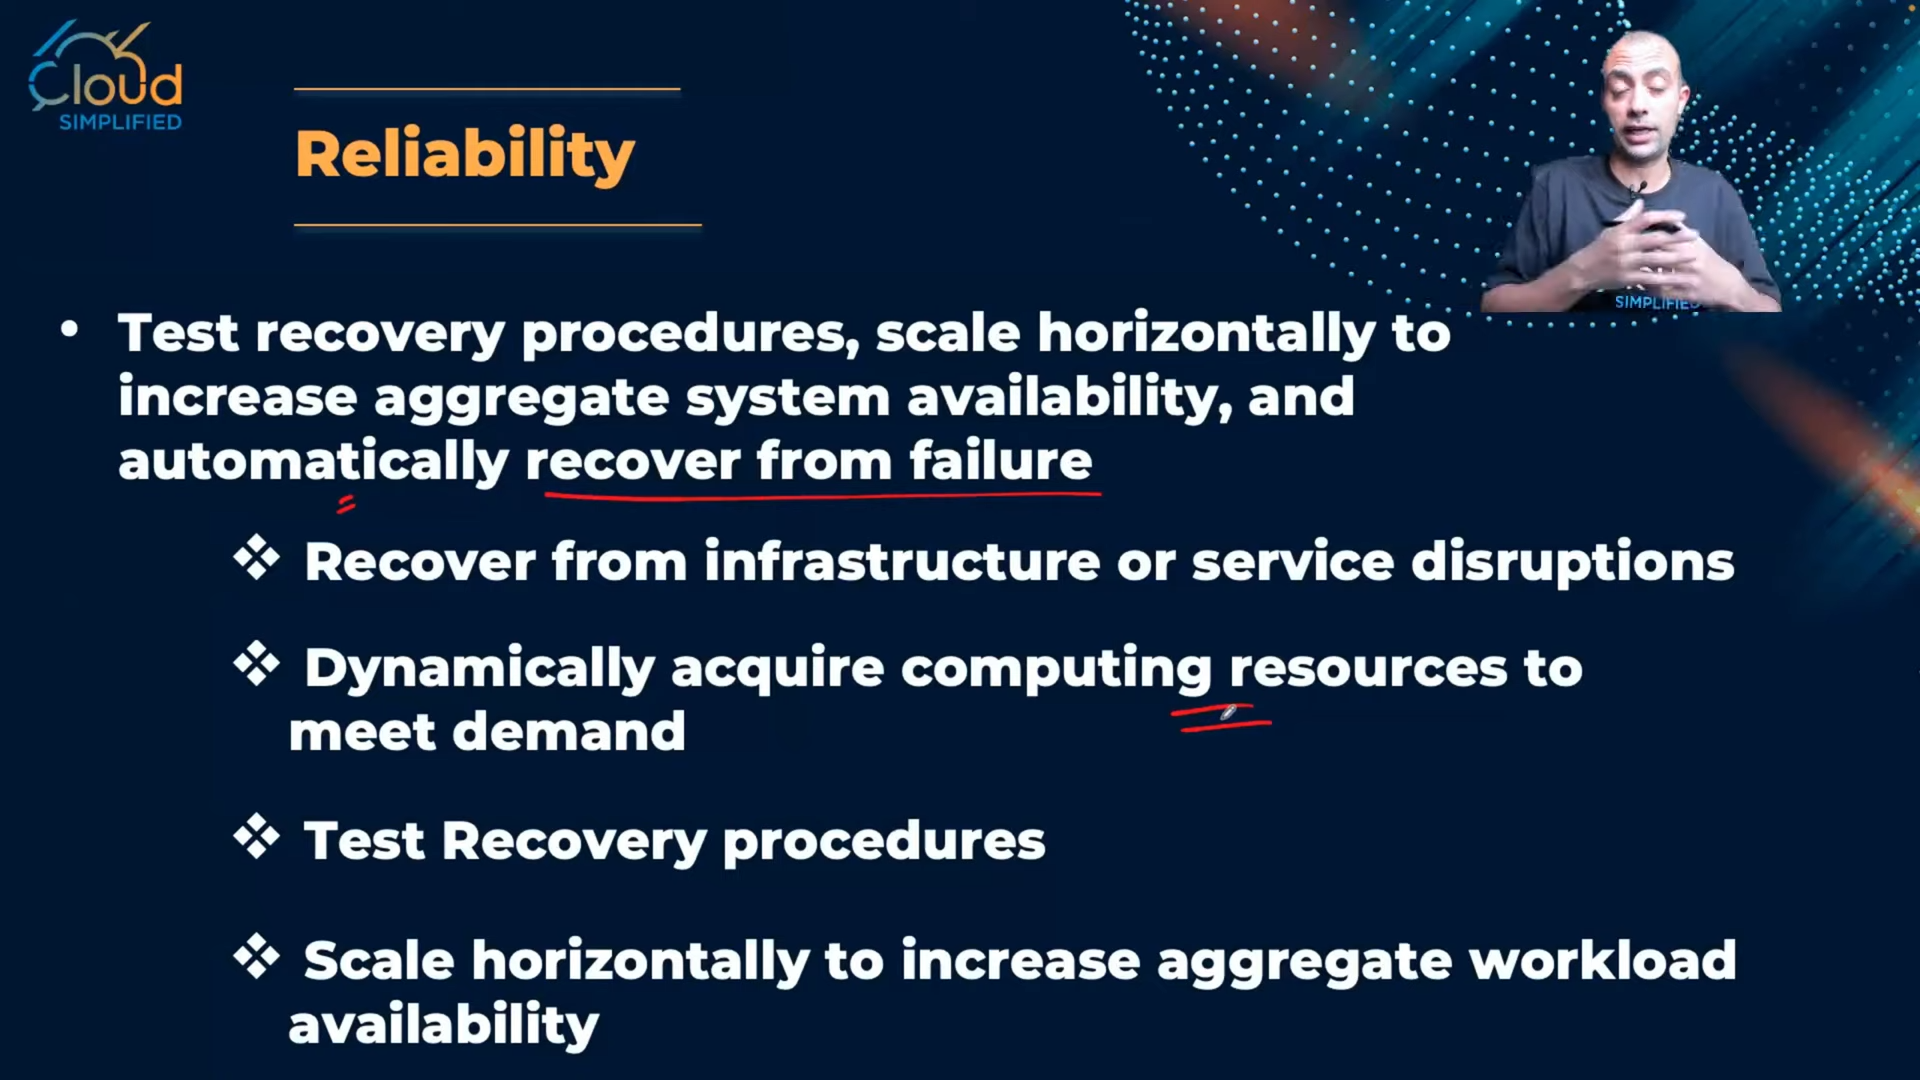 Cloud
SIMPLIFIED
Reliability
SIMPLIFIED
• Test recovery procedures, scale horizontally to
increase aggregate system availability, and
automatically recover from failure
❖ Recover from infrastructure or service disruptions
❖ Dynamically acquire computing resources to
meet demand
❖ Test Recovery procedures
❖ Scale horizontally to increase aggregate workload
availability